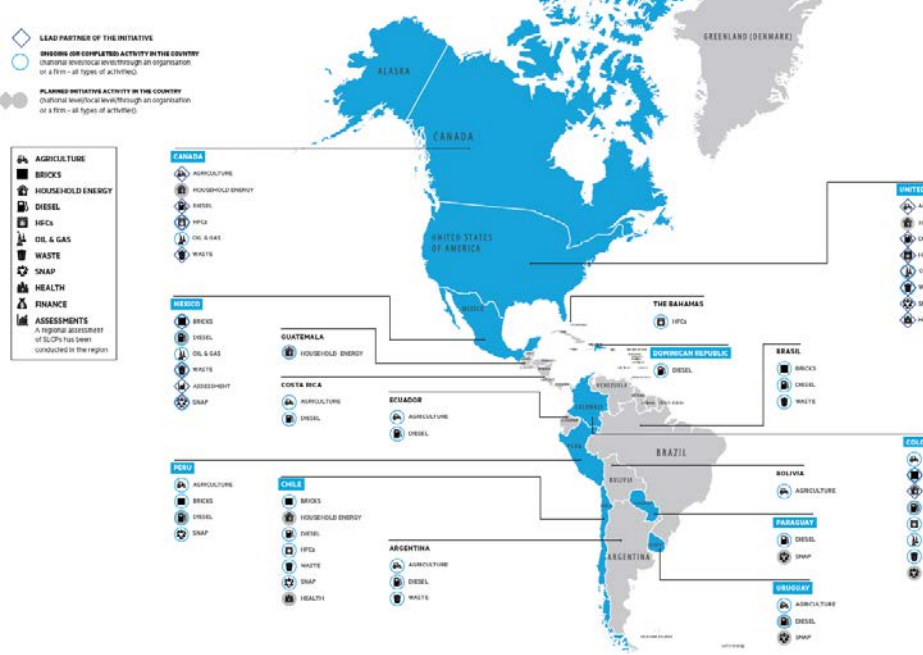 LEAD PARTNER OF THE INITIATIVE
ONGOING (OR COMPLETED) ACTIVITY IN THE COUNTRY
(national level/local level/through an organisation
or a firm – all types of activities)
PLANNED INITIATIVE ACTIVITY IN THE COUNTRY
(national level/local level/through an organisation
or a firm – all types of activities)
AGRICULTURE
BRICKS
HOUSEHOLD ENERGY
DIESEL
HFCs
OIL & GAS
WASTE
SNAP
HEALTH
FINANCE
ASSESSMENTS
A regional assessment
of SLCPs has been
conducted in the region
GREENLAND (DENMARK)
ALASKA
CANADA
UNITED STATES
OF AMERICA
MEXICO
VENEZUELA
COLOMBIA
PERU
BRAZIL
BOLIVIA
ARGENTINA
CANADA
AGRICULTURE
HOUSEHOLD ENERGY
DIESEL
HFCs
OIL & GAS
WASTE
MEXICO
BRICKS
DIESEL
OIL & GAS
WASTE
ASSESSMENT
SNAP
GUATEMALA
HOUSEHOLD ENERGY
COSTA RICA
AGRICULTURE
DIESEL
ECUADOR
AGRICULTURE
DIESEL
THE BAHAMAS
HFCs
DOMINICAN REPUBLIC
DIESEL
BRASIL
BRICKS
DIESEL
WASTE
PERU
AGRICULTURE
BRICKS
DIESEL
SNAP
CHILE
BRICKS
HOUSEHOLD ENERGY
DIESEL
HFCs
WASTE
SNAP
HEALTH
ARGENTINA
AGRICULTURE
DIESEL
WASTE
BOLIVIA
AGRICULTURE
PARAGUAY
DIESEL
SNAP
URUGUAY
AGRICULTURE
DIESEL
SNAP
UNITED
COLO